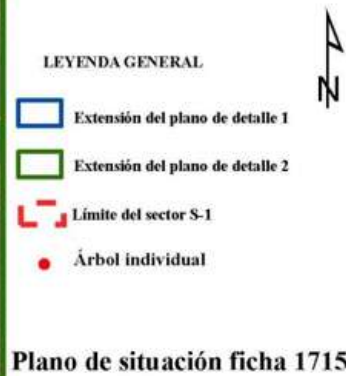 N
LEYENDA GENERAL
Extensión del plano de detalle 1
Extensión del plano de detalle 2
Límite del sector S-1
Árbol individual
Plano de situación ficha 1715